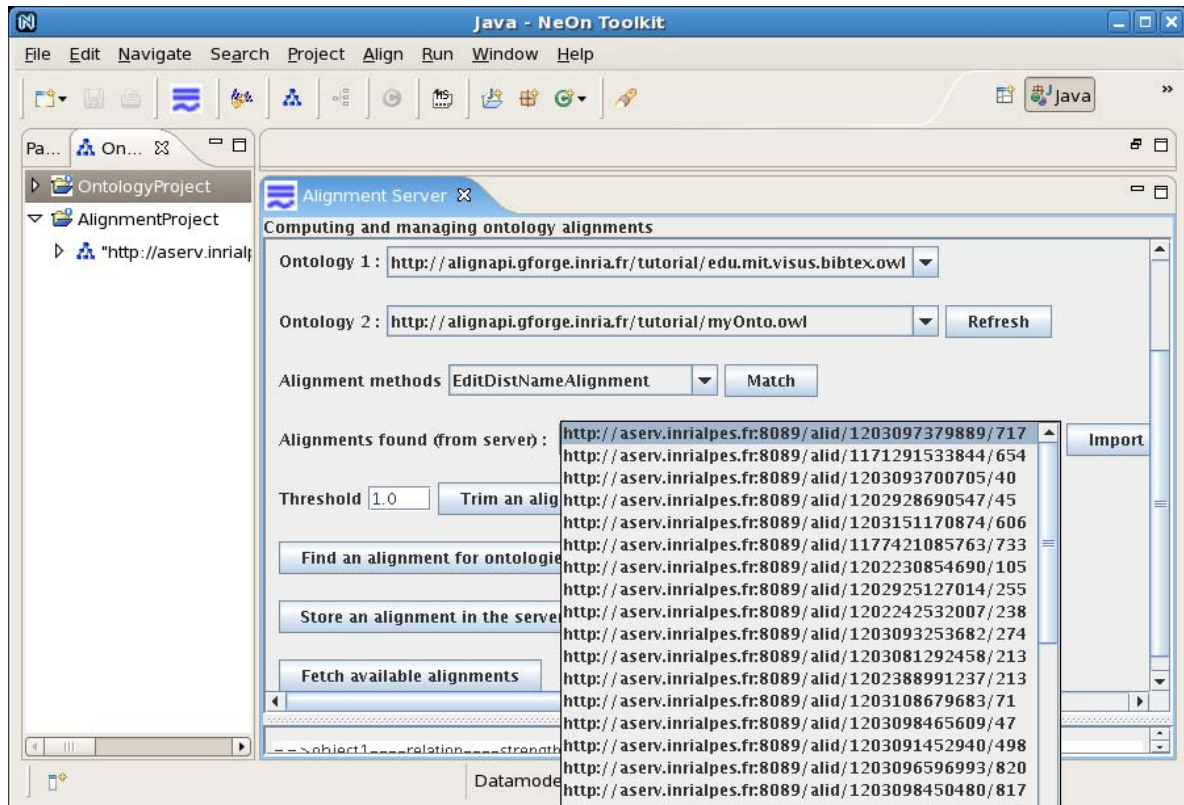 Java - NeOn Toolkit
File Edit Navigate Search Project Align Run Window Help
Java
Pa... On...
OntologyProject
AlignmentProject
"http://aserv.inrialp
Alignment Server
Computing and managing ontology alignments
Ontology 1 : http://alignapi.gforge.inria.fr/tutorial/edu.mit.visus.bibtex.owl
Ontology 2 : http://alignapi.gforge.inria.fr/tutorial/myOnto.owl Refresh
Alignment methods EditDistNameAlignment Match
Alignments found (from server) : Import
Threshold 1.0 Trim an alig
Find an alignment for ontologie
Store an alignment in the serve
Fetch available alignments
http://aserv.inrialpes.fr:8089/alid/1203097379889/717
http://aserv.inrialpes.fr:8089/alid/1171291533844/654
http://aserv.inrialpes.fr:8089/alid/1203093700705/40
http://aserv.inrialpes.fr:8089/alid/1202928690547/45
http://aserv.inrialpes.fr:8089/alid/1203151170874/606
http://aserv.inrialpes.fr:8089/alid/1177421085763/733
http://aserv.inrialpes.fr:8089/alid/1202230854690/105
http://aserv.inrialpes.fr:8089/alid/1202925127014/255
http://aserv.inrialpes.fr:8089/alid/1202242532007/238
http://aserv.inrialpes.fr:8089/alid/1203093253682/274
http://aserv.inrialpes.fr:8089/alid/1203081292458/213
http://aserv.inrialpes.fr:8089/alid/1202388991237/213
http://aserv.inrialpes.fr:8089/alid/1203108679683/71
http://aserv.inrialpes.fr:8089/alid/1203098465609/47
http://aserv.inrialpes.fr:8089/alid/1203091452940/498
http://aserv.inrialpes.fr:8089/alid/1203096596993/820
http://aserv.inrialpes.fr:8089/alid/1203098450480/817
-->object1----relation----strength
Datamode